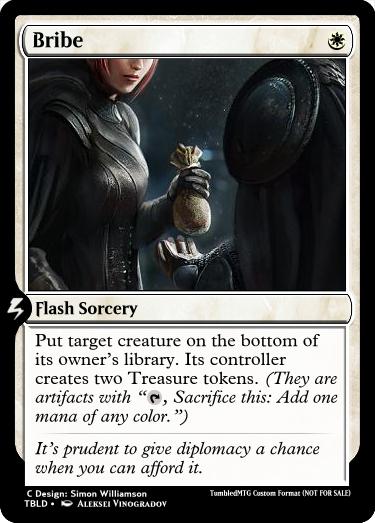 Bribe
Flash Sorcery
Put target creature on the bottom of
its owner's library. Its controller
creates two Treasure tokens. (They are
artifacts with “, Sacrifice this: Add one
mana of any color.”)
It's prudent to give diplomacy a chance
when you can afford it.
C Design: Simon Williamson
TumbledMTG Custom Format (NOT FOR SALE)
TBLD • Aleksei Vinogradov